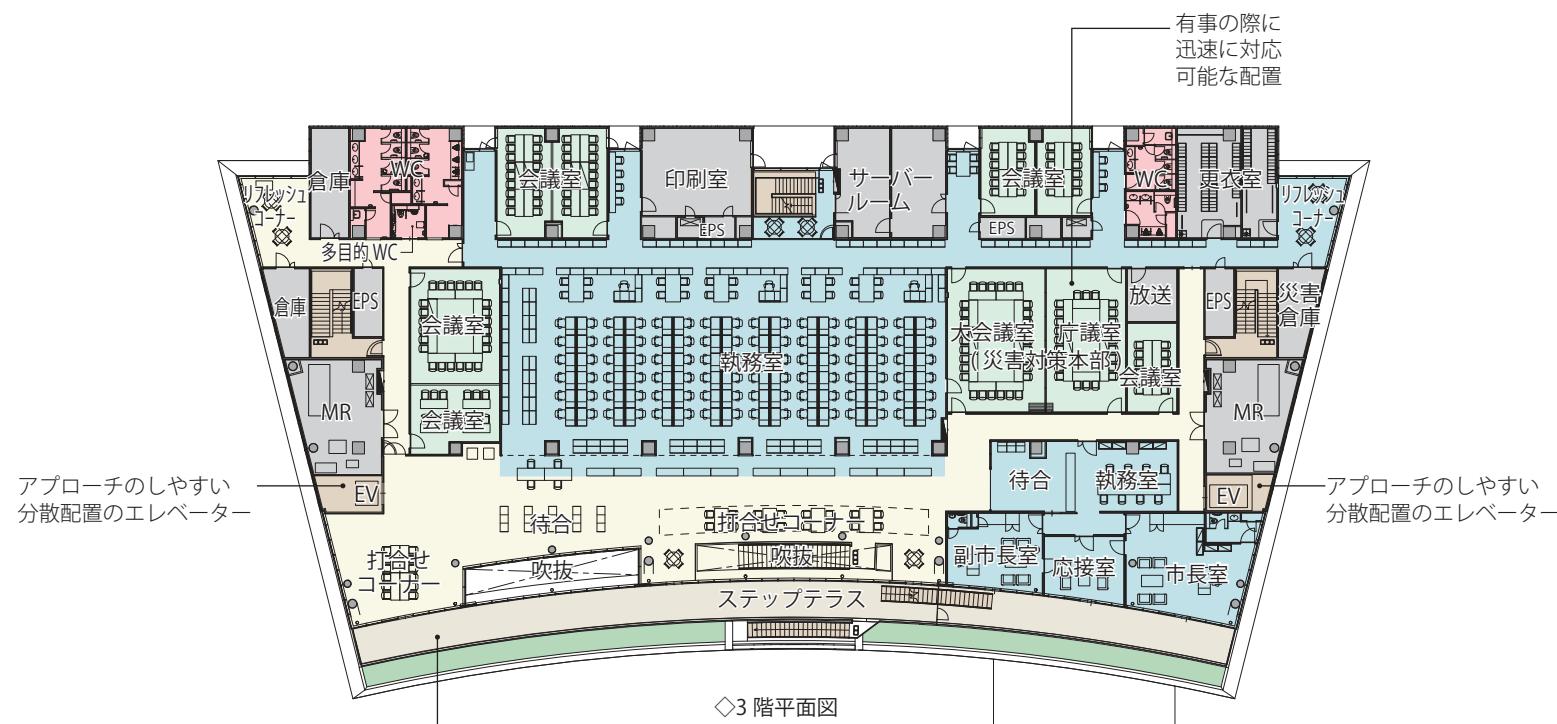 有事の際に
迅速に対応
可能な配置
倉庫
WC
会議室
印刷室
サーバー
ルーム
会議室
WC
更衣室
リフレッシュ
コーナー
リフレッシュ
コーナー
EPS
EPS
多目的 WC
倉庫
EPS
会議室
大会議室
庁議室
(災害対策本部)
放送
EPS
災害
倉庫
執務室
会議室
MR
会議室
MR
アプローチのしやすい
分散配置のエレベーター
EV
待合
執務室
EV
アプローチのしやすい
分散配置のエレベーター
待合
打合せコーナー
打合せ
コーナー
吹抜
吹抜
副市長室
応接室
市長室
ステップテラス
◇3 階平面図